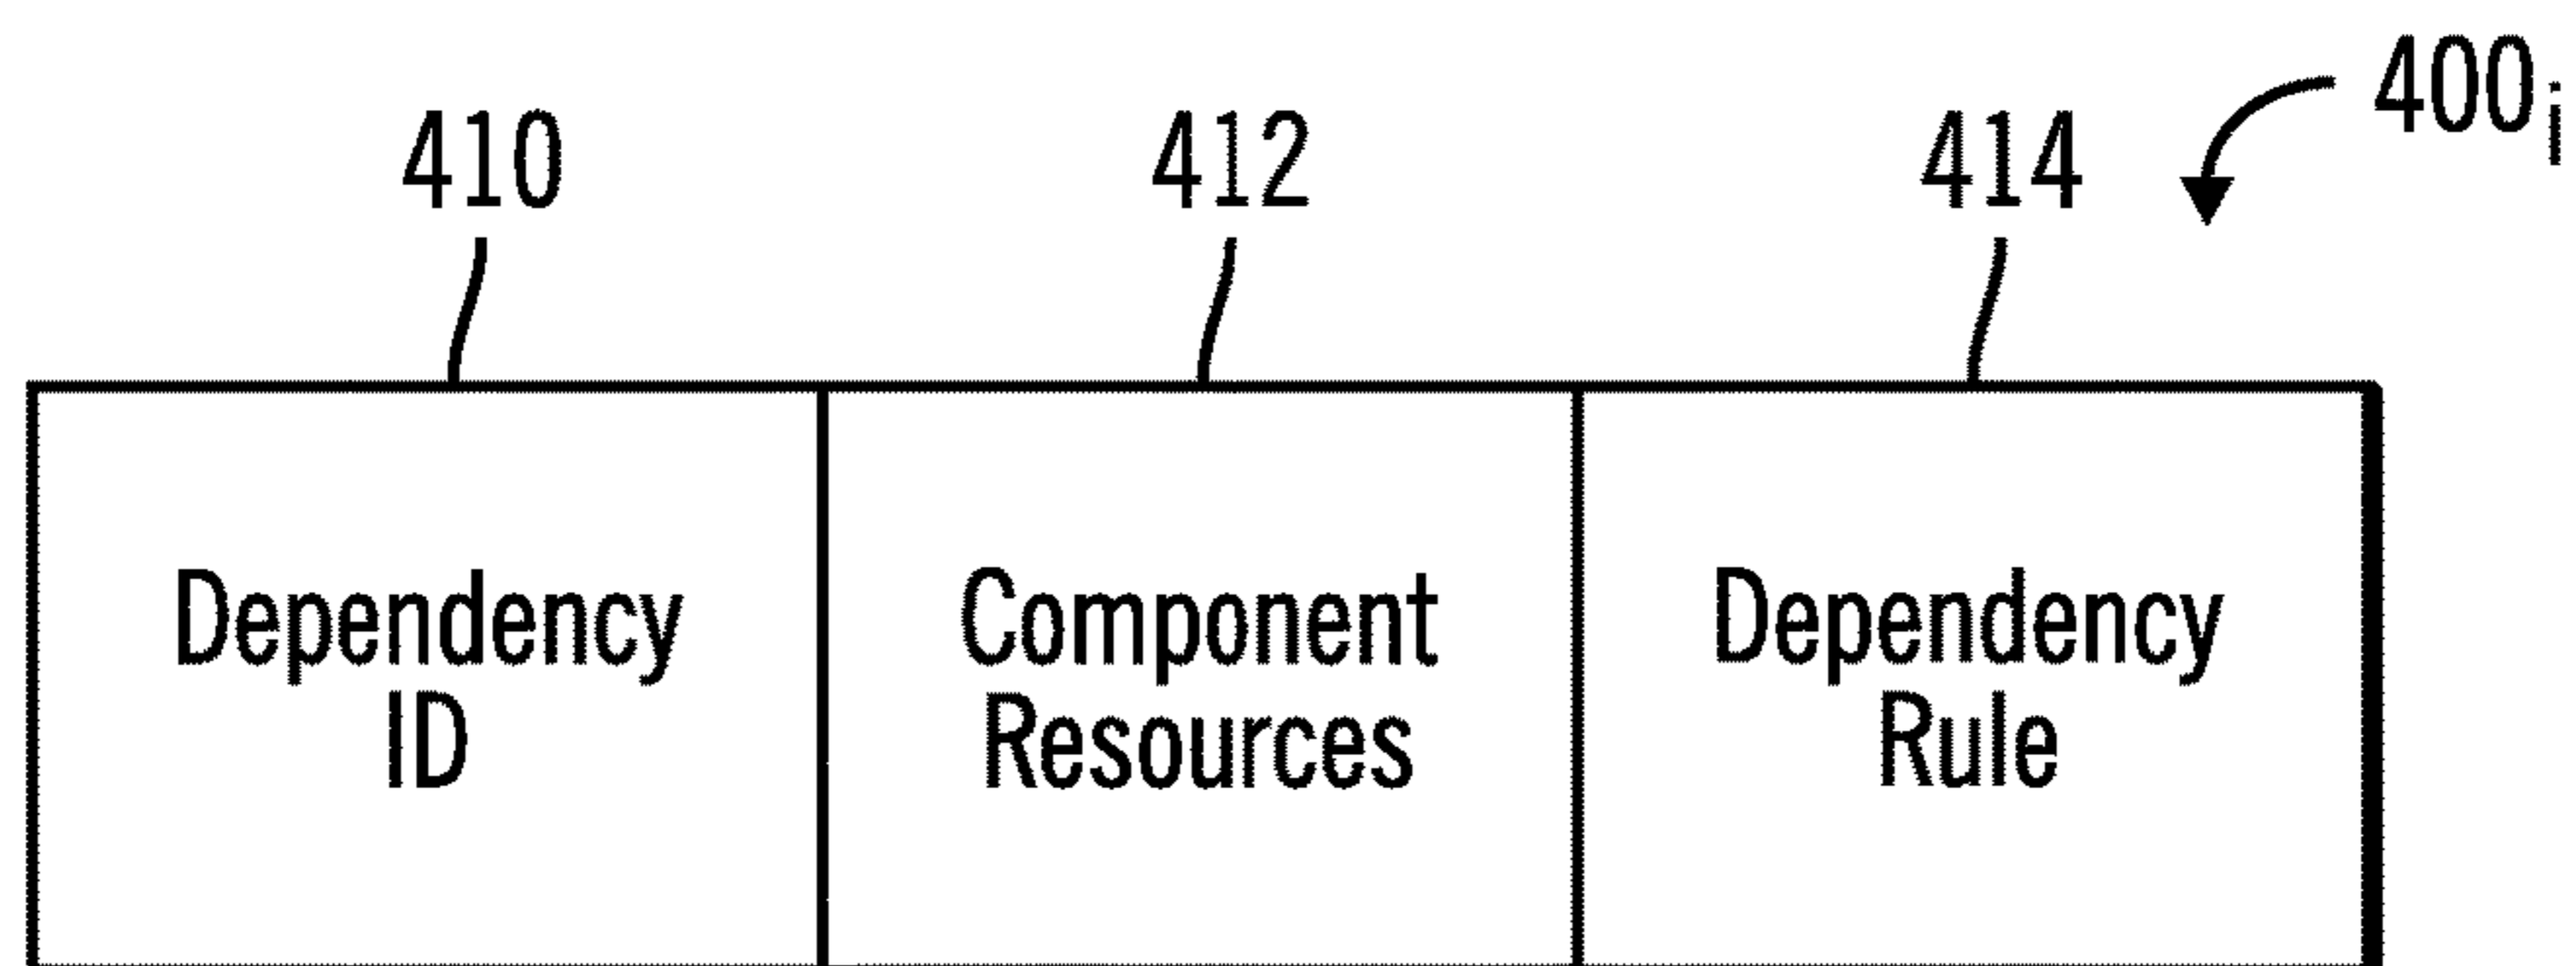 400i
410
412
414
Dependency
ID
Component
Resources
Dependency
Rule